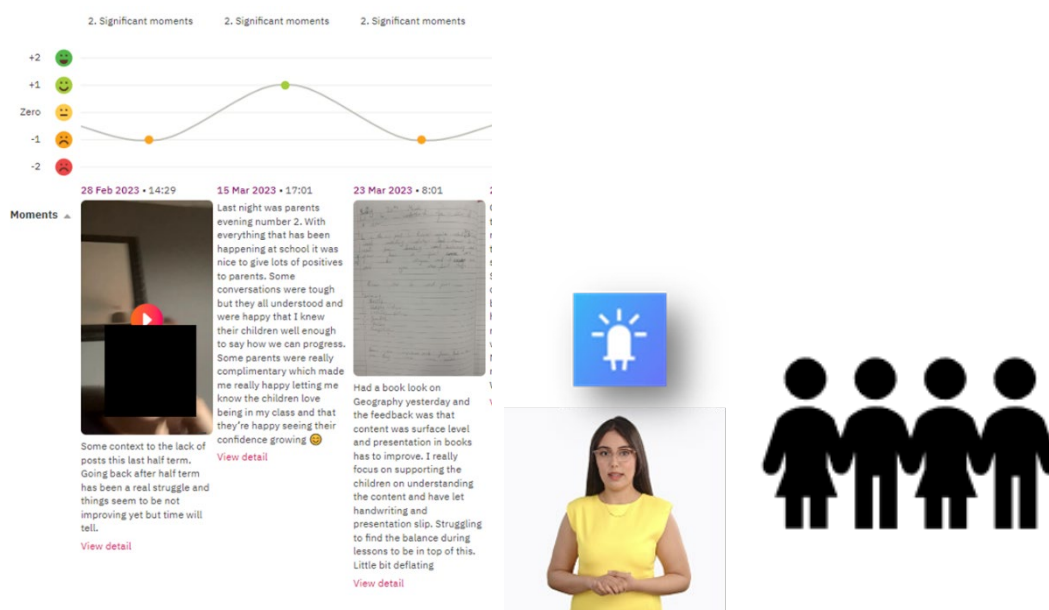 2. Significant moments
2. Significant moments
2. Significant moments
+2
+1
Zero
-1
-2
Moments
28 Feb 2023 • 14:29
Some context to the lack of
posts this last half term.
Going back after half term
has been a real struggle and
things seem to be not
improving yet but time will
tell.
View detail
15 Mar 2023 • 17:01
Last night was parents
evening number 2. With
everything that has been
happening at school it was
nice to give lots of positives
to parents. Some
conversations were tough
but they all understood and
were happy that I knew
their children well enough
to say how we can progress.
Some parents were really
complimentary which made
me really happy letting me
know the children love
being in my class and that
they're happy seeing their
confidence growing 😊
View detail
23 Mar 2023 • 8:01
Had a book look on
Geography yesterday and
the feedback was that
content was surface level
and presentation in books
has to improve. I really
focus on supporting the
children on understanding
the content and have let
handwriting and
presentation slip. Struggling
to find the balance during
lessons to be in top of this.
Little bit deflating
View detail